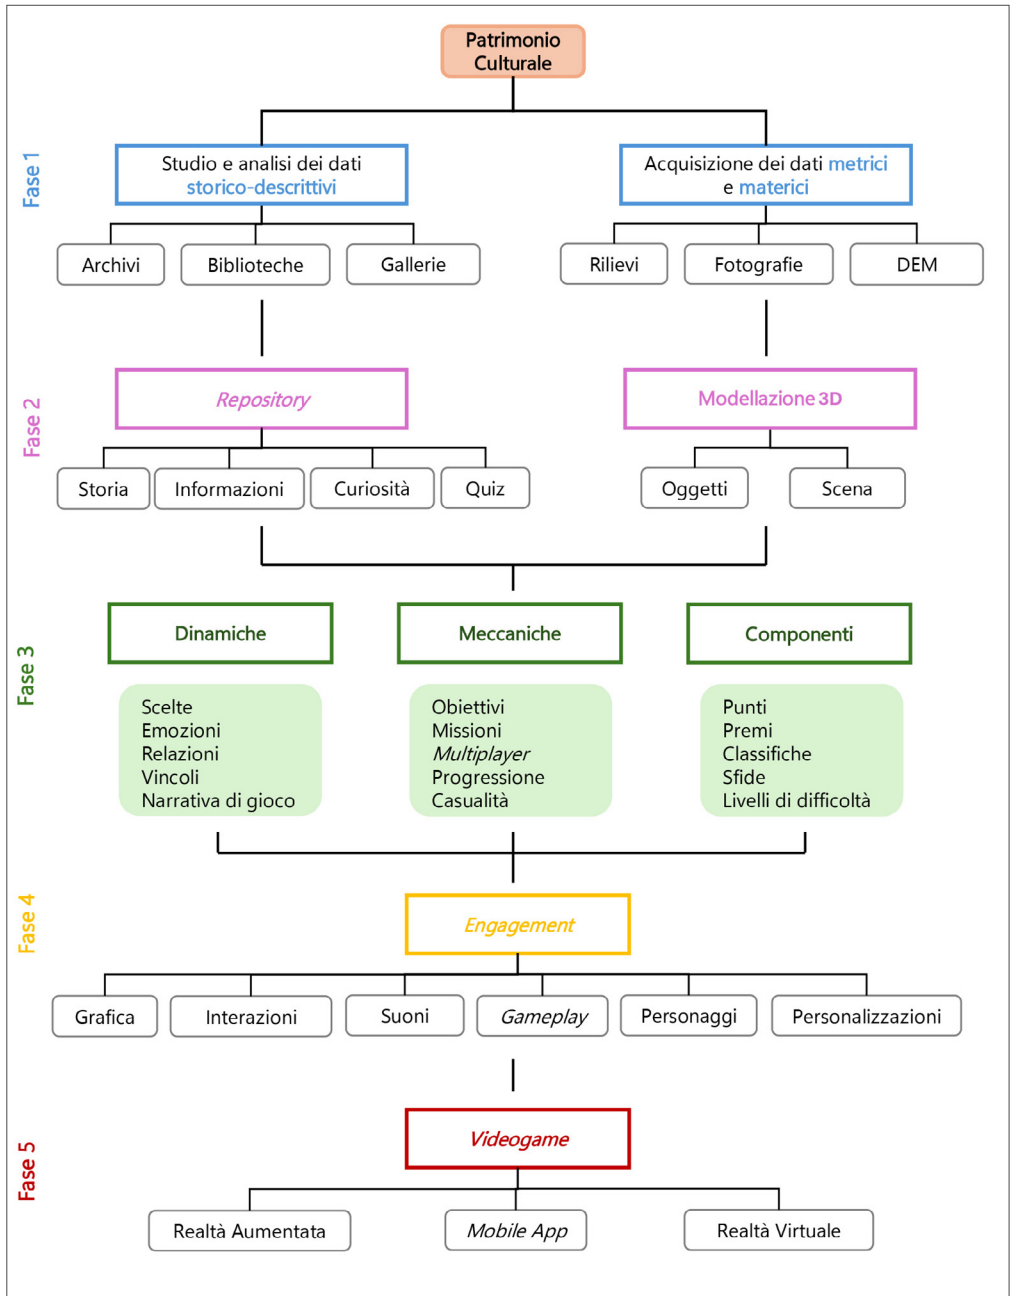 Patrimonio
Culturale
Fase 1
Studio e analisi dei dati
storico-descrittivi
Acquisizione dei dati metrici
e materici
Archivi
Biblioteche
Gallerie
Rilievi
Fotografie
DEM
Fase 2
Repository
Modellazione 3D
Storia
Informazioni
Curiosità
Quiz
Oggetti
Scena
Fase 3
Dinamiche
Meccaniche
Componenti
Scelte
Emozioni
Relazioni
Vincoli
Narrativa di gioco
Obiettivi
Missioni
Multiplayer
Progressione
Casualità
Punti
Premi
Classifiche
Sfide
Livelli di difficoltà
Fase 4
Engagement
Grafica
Interazioni
Suoni
Gameplay
Personaggi
Personalizzazioni
Fase 5
Videogame
Realtà Aumentata
Mobile App
Realtà Virtuale